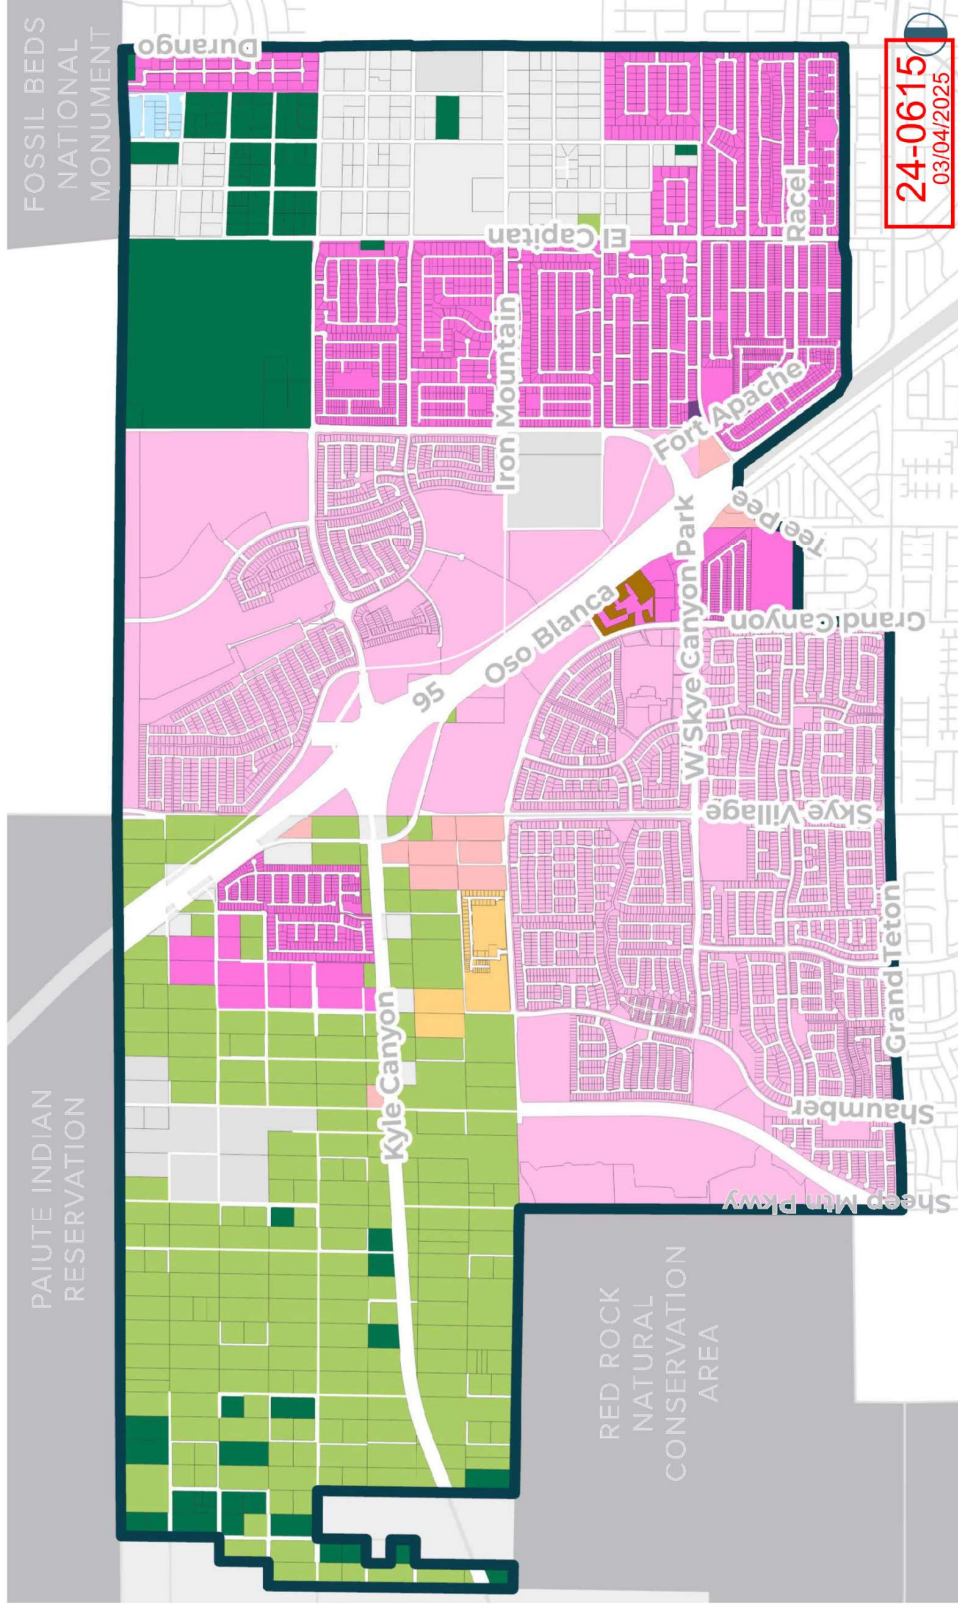 FOSSIL BEDS
NATIONAL
MONUMENT
Durango
24-0615
03/04/2025
El Capitan
Racel
Iron Mountain
Fort Apache
Teepee
95
Oso Blanca
W Skye Canyon Park
Grand Canyon
Skye Village
Kyle Canyon
Grand Teton
Shaumber
Sheep Mtn Pkwy
PAIUTE INDIAN
RESERVATION
RED ROCK
NATURAL
CONSERVATION
AREA